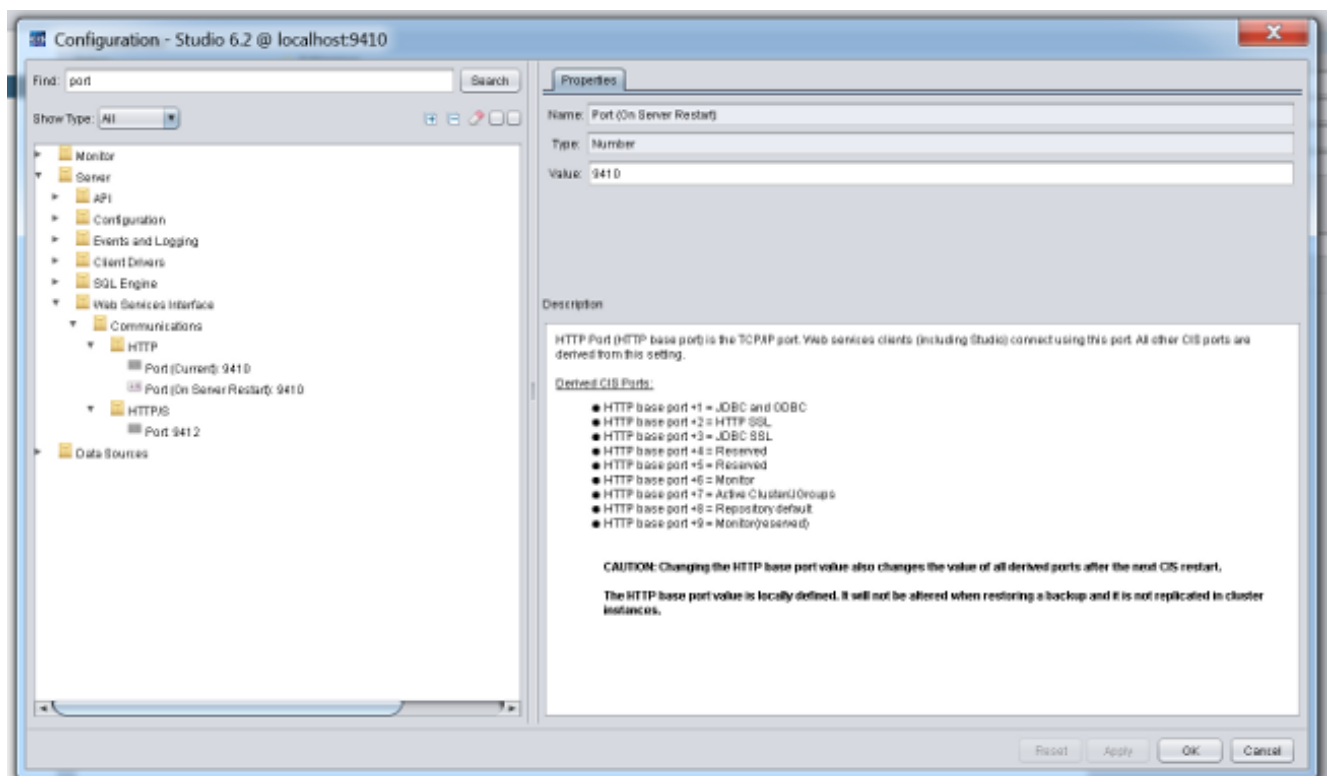 Configuration - Studio 6.2 @ localhost:9410
Find: port
Search
Show Type: All
Monitor
Server
API
Configuration
Events and Logging
Client Drivers
SQL Engine
Web Services Interface
Communications
HTTP
Port (Current): 9410
Port (On Server Restart): 9410
HTTP/S
Port 9412
Data Sources
Properties
Name: Port (On Server Restart)
Type: Number
Value: 9410
Description
HTTP Port (HTTP base port) is the TCP/IP port. Web services clients (including Studio) connect using this port. All other CIS ports are
derived from this setting.
Derived CIS Ports:
● HTTP base port +1 = JDBC and ODBC
● HTTP base port +2 = HTTP SSL
● HTTP base port +3 = JDBC SSL
● HTTP base port +4 = Reserved
● HTTP base port +5 = Reserved
● HTTP base port +6 = Monitor
● HTTP base port +7 = Active Cluster/JGroups
● HTTP base port +8 = Repository default
● HTTP base port +9 = Monitor(reserved)
CAUTION: Changing the HTTP base port value also changes the value of all derived ports after the next CIS restart.
The HTTP base port value is locally defined. It will not be altered when restoring a backup and it is not replicated in cluster
instances.
Reset Apply OK Cancel